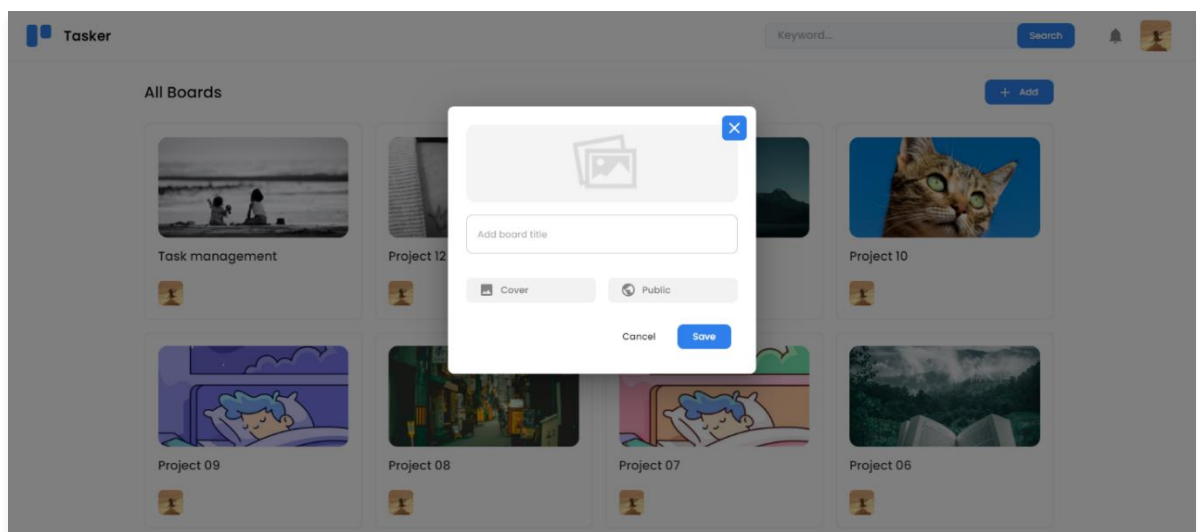 Tasker
Keyword...
Search
All Boards
+ Add
Add board title
Cover
Public
Cancel
Save
Task management
Project 12
Project 10
Project 09
Project 08
Project 07
Project 06